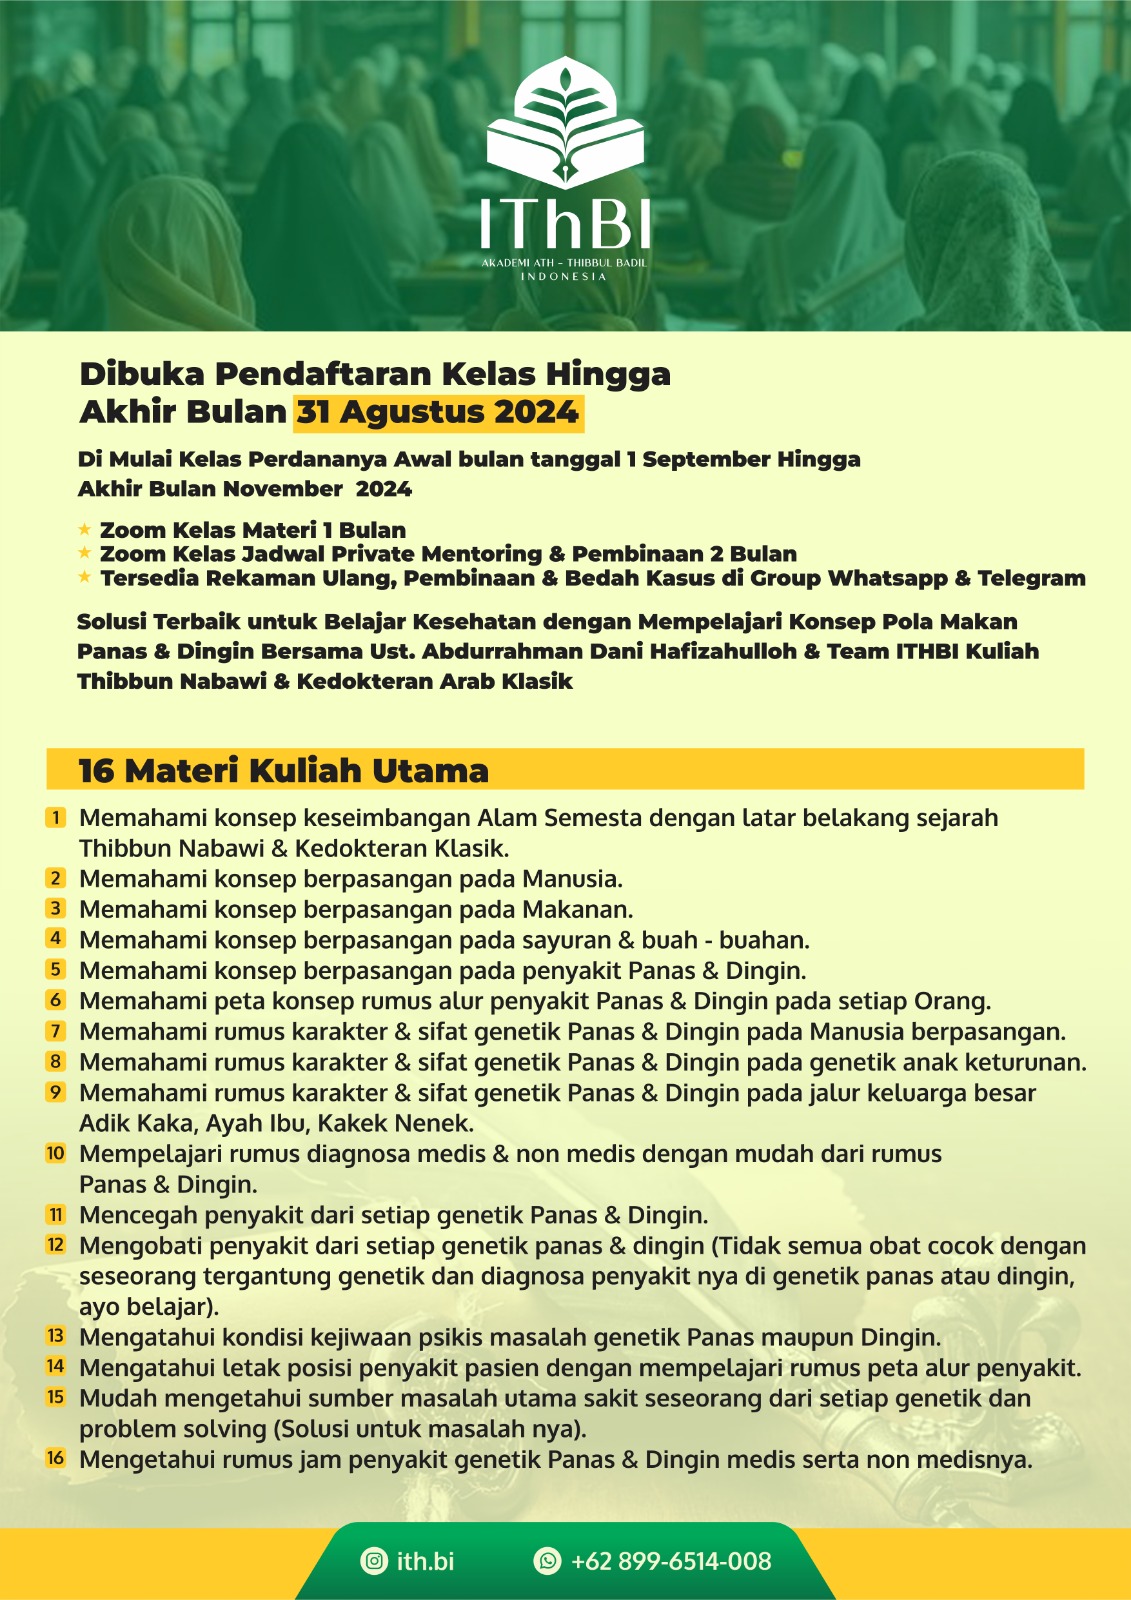 IThBI
AKADEMI ATH - THIBBUL BADIL
INDONESIA
Dibuka Pendaftaran Kelas Hingga
Akhir Bulan 31 Agustus 2024
Di Mulai Kelas Perdananya Awal bulan tanggal 1 September Hingga
Akhir Bulan November 2024
Zoom Kelas Materi 1 Bulan
Zoom Kelas Jadwal Private Mentoring & Pembinaan 2 Bulan
Tersedia Rekaman Ulang, Pembinaan & Bedah Kasus di Group Whatsapp & Telegram
Solusi Terbaik untuk Belajar Kesehatan dengan Mempelajari Konsep Pola Makan
Panas & Dingin Bersama Ust. Abdurrahman Dani Hafizahulloh & Team ITHBI Kuliah
Thibbun Nabawi & Kedokteran Arab Klasik
16 Materi Kuliah Utama
1 Memahami konsep keseimbangan Alam Semesta dengan latar belakang sejarah
Thibbun Nabawi & Kedokteran Klasik.
2 Memahami konsep berpasangan pada Manusia.
3 Memahami konsep berpasangan pada Makanan.
4 Memahami konsep berpasangan pada sayuran & buah - buahan.
5 Memahami konsep berpasangan pada penyakit Panas & Dingin.
6 Memahami peta konsep rumus alur penyakit Panas & Dingin pada setiap Orang.
7 Memahami rumus karakter & sifat genetik Panas & Dingin pada Manusia berpasangan.
8 Memahami rumus karakter & sifat genetik Panas & Dingin pada genetik anak keturunan.
9 Memahami rumus karakter & sifat genetik Panas & Dingin pada jalur keluarga besar
Adik Kaka, Ayah Ibu, Kakek Nenek.
10 Mempelajari rumus diagnosa medis & non medis dengan mudah dari rumus
Panas & Dingin.
11 Mencegah penyakit dari setiap genetik Panas & Dingin.
12 Mengobati penyakit dari setiap genetik panas & dingin (Tidak semua obat cocok dengan
seseorang tergantung genetik dan diagnosa penyakit nya di genetik panas atau dingin,
ayo belajar).
13 Mengatahui kondisi kejiwaan psikis masalah genetik Panas maupun Dingin.
14 Mengatahui letak posisi penyakit pasien dengan mempelajari rumus peta alur penyakit.
15 Mudah mengetahui sumber masalah utama sakit seseorang dari setiap genetik dan
problem solving (Solusi untuk masalah nya).
16 Mengetahui rumus jam penyakit genetik Panas & Dingin medis serta non medisnya.
ith.bi
+62 899-6514-008